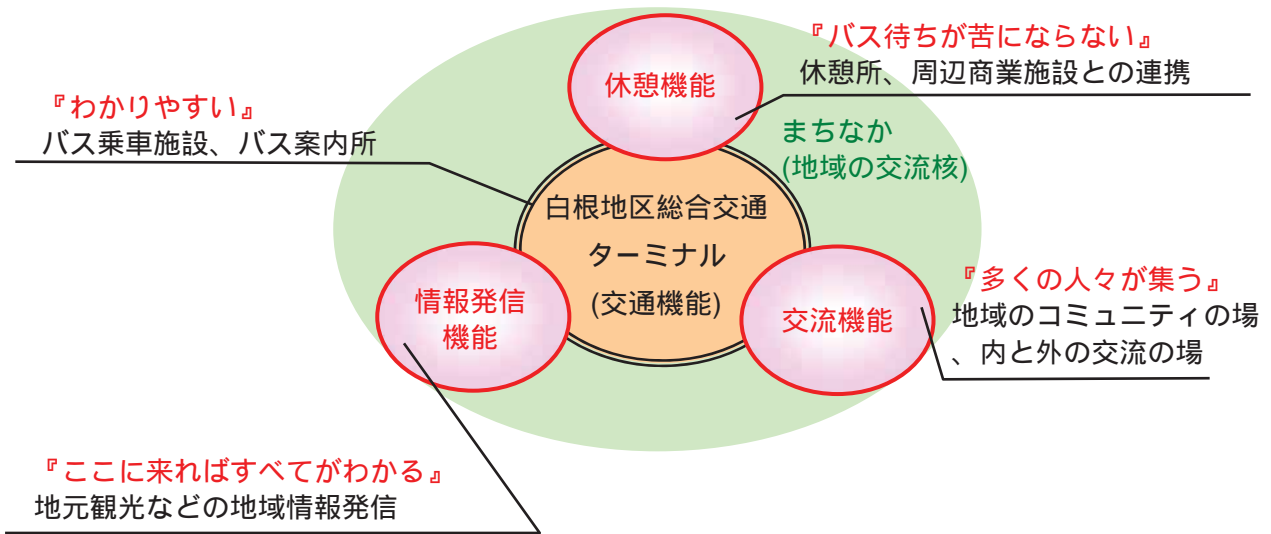 『バス待ちが苦にならない』
休憩所、周辺商業施設との連携
休憩機能
『わかりやすい』
バス乗車施設、バス案内所
まちなか
(地域の交流核)
白根地区総合交通
ターミナル
(交通機能)
情報発信
機能
交流機能
『多くの人々が集う』
地域のコミュニティの場
、内と外の交流の場
『ここに来ればすべてがわかる』
地元観光などの地域情報発信